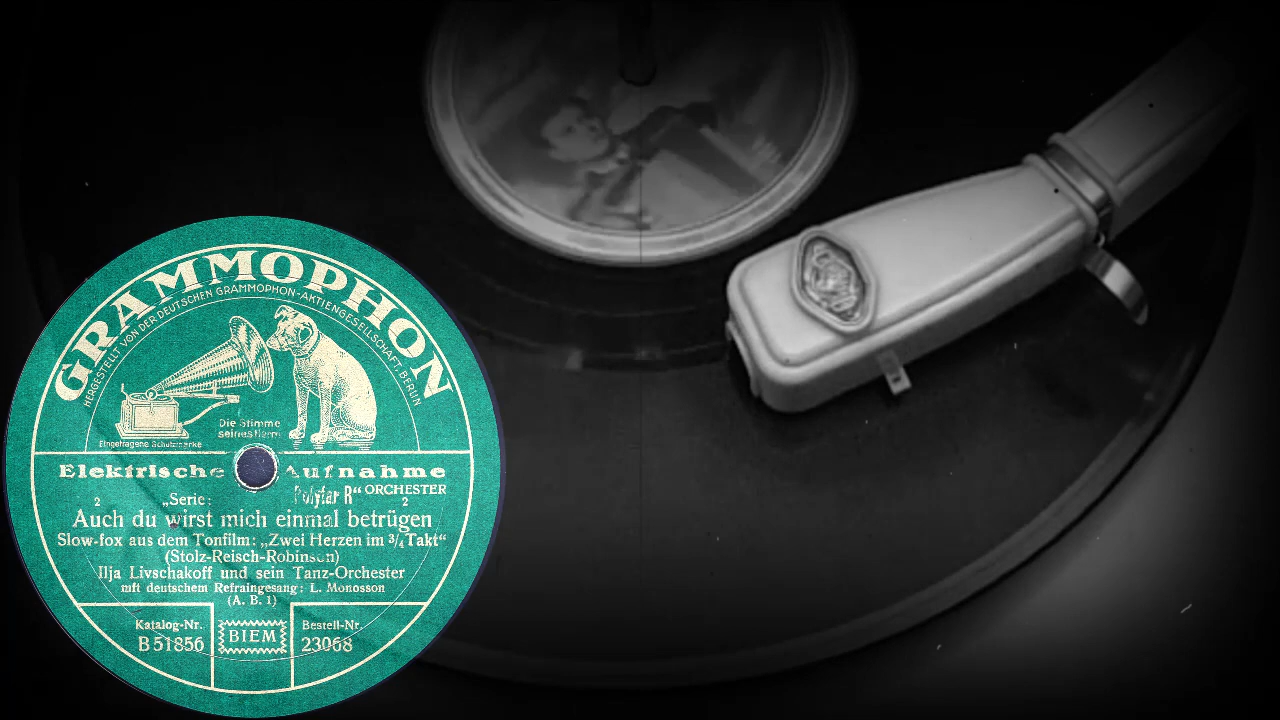 GRAMMOPHON
HERGESTELLT VON DER DEUTSCHEN GRAMMOPHON-AKTIENGESELLSCHAFT, BERLIN
Die Stimme
seines Herrn
Eingetragene Schutzmarke
Elektrische Aufnahme
2 „Serie: Polyfar R“ ORCHESTER 2
Auch du wirst mich einmal betrügen
Slow-fox aus dem Tonfilm: „Zwei Herzen im ¾ Takt“
(Stolz-Reisch-Robinson)
Ilja Livschakoff und sein Tanz-Orchester
mit deutschem Refraingesang: L. Monosson
(A. B. 1)
Katalog-Nr.
B 51856
BIEM
Bestell-Nr.
23068